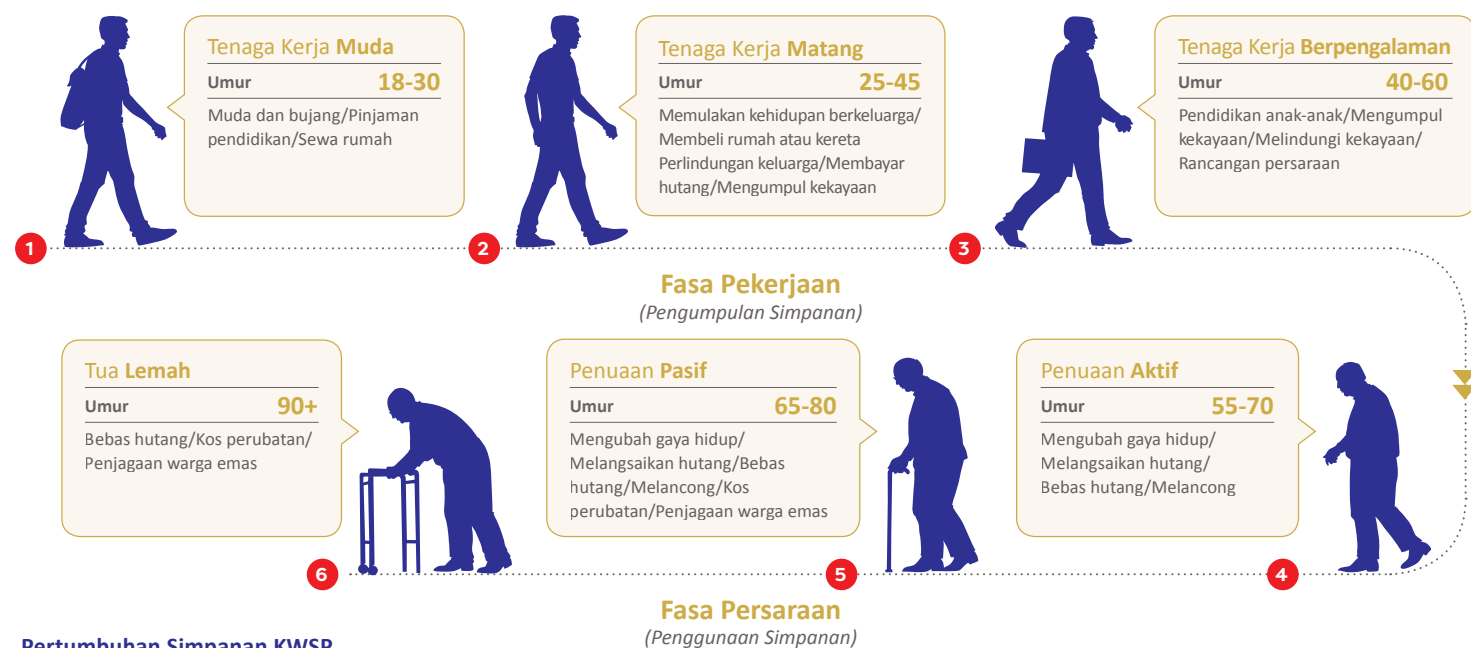 Tenaga Kerja Muda
Umur 18-30
Muda dan bujang/Pinjaman
pendidikan/Sewa rumah
Tenaga Kerja Matang
Umur 25-45
Memulakan kehidupan berkeluarga/
Membeli rumah atau kereta
Perlindungan keluarga/Membayar
hutang/Mengumpul kekayaan
Tenaga Kerja Berpengalaman
Umur 40-60
Pendidikan anak-anak/Mengumpul
kekayaan/Melindungi kekayaan/
Rancangan persaraan
1
2
3
Fasa Pekerjaan
(Pengumpulan Simpanan)
Tua Lemah
Umur 90+
Bebas hutang/Kos perubatan/
Penjagaan warga emas
Penuaan Pasif
Umur 65-80
Mengubah gaya hidup/
Melangsaikan hutang/Bebas
hutang/Melancong/Kos
perubatan/Penjagaan warga emas
Penuaan Aktif
Umur 55-70
Mengubah gaya hidup/
Melangsaikan hutang/
Bebas hutang/Melancong
6
5
4
Fasa Persaraan
(Penggunaan Simpanan)
Pertumbuhan Simpanan KWSP